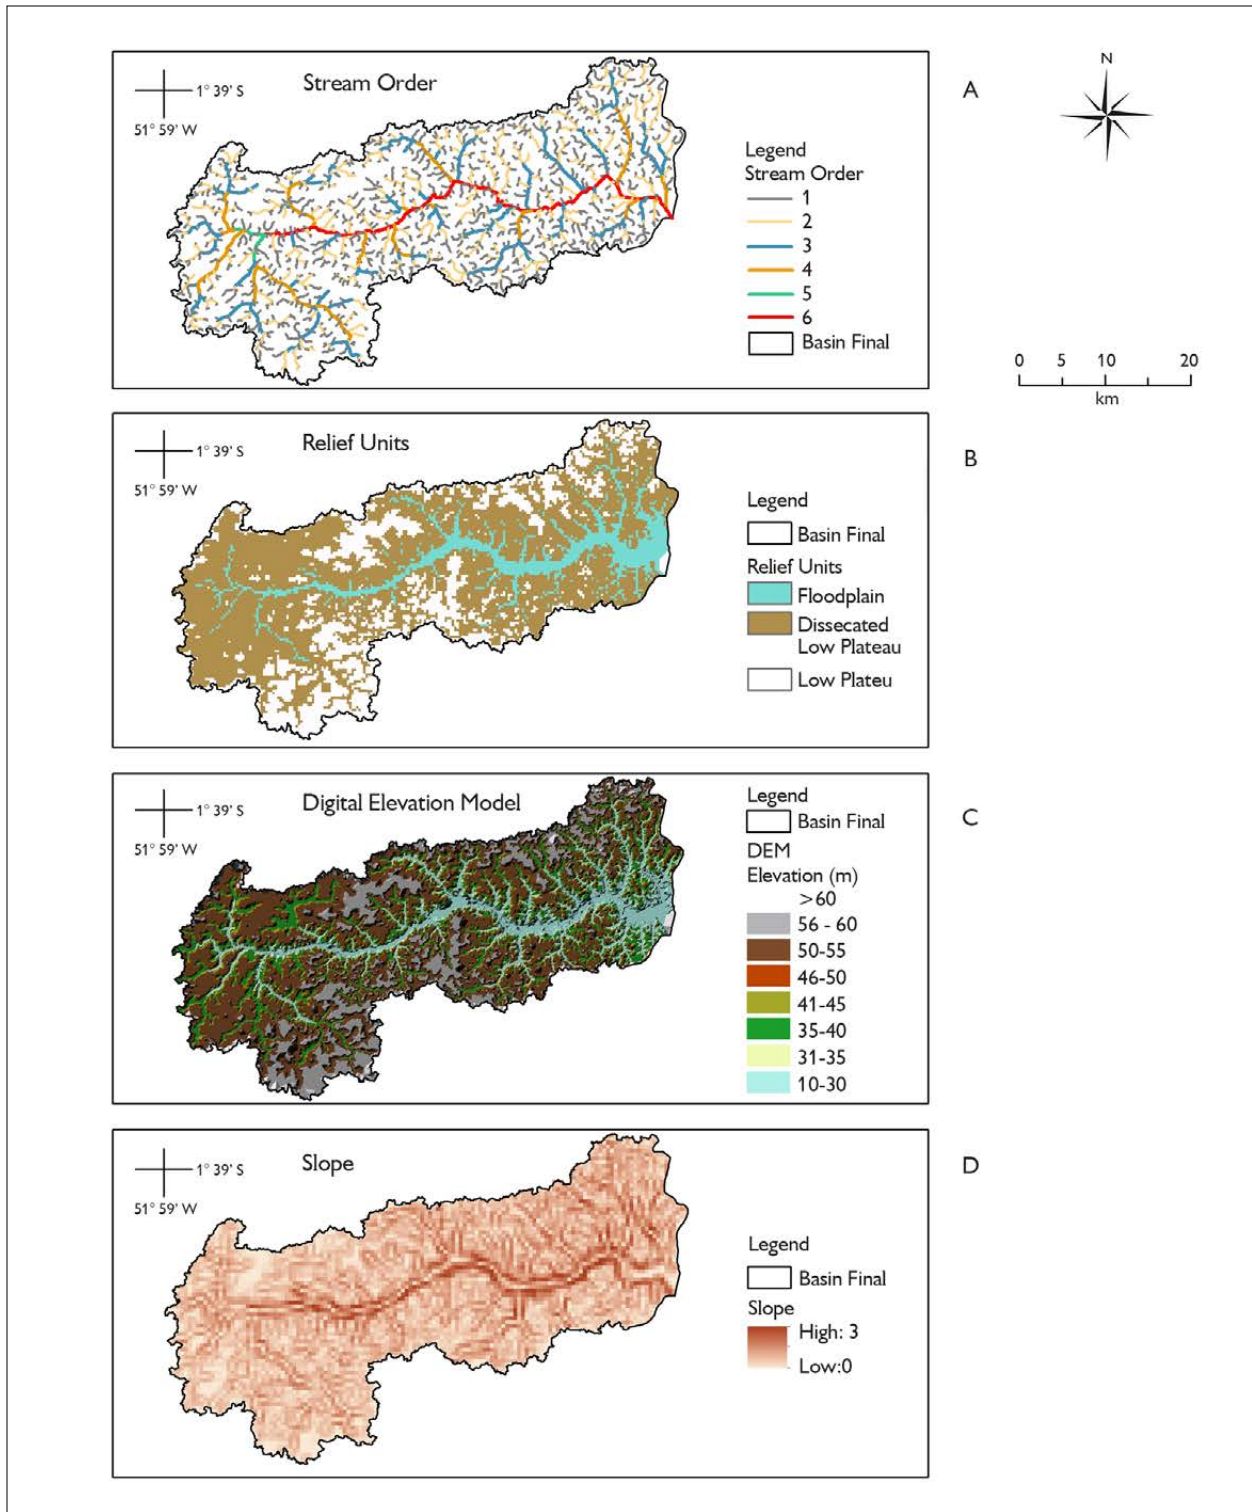 1° 39' S
51° 59' W
Stream Order
Legend
Stream Order
1
2
3
4
5
6
Basin Final
A
N
0 5 10 20
km
1° 39' S
51° 59' W
Relief Units
Legend
Basin Final
Relief Units
Floodplain
Dissecated
Low Plateau
Low Plateu
B
1° 39' S
51° 59' W
Digital Elevation Model
Legend
Basin Final
DEM
Elevation (m)
>60
56 - 60
50-55
46-50
41-45
35-40
31-35
10-30
C
1° 39' S
51° 59' W
Slope
Legend
Basin Final
Slope
High: 3
Low:0
D